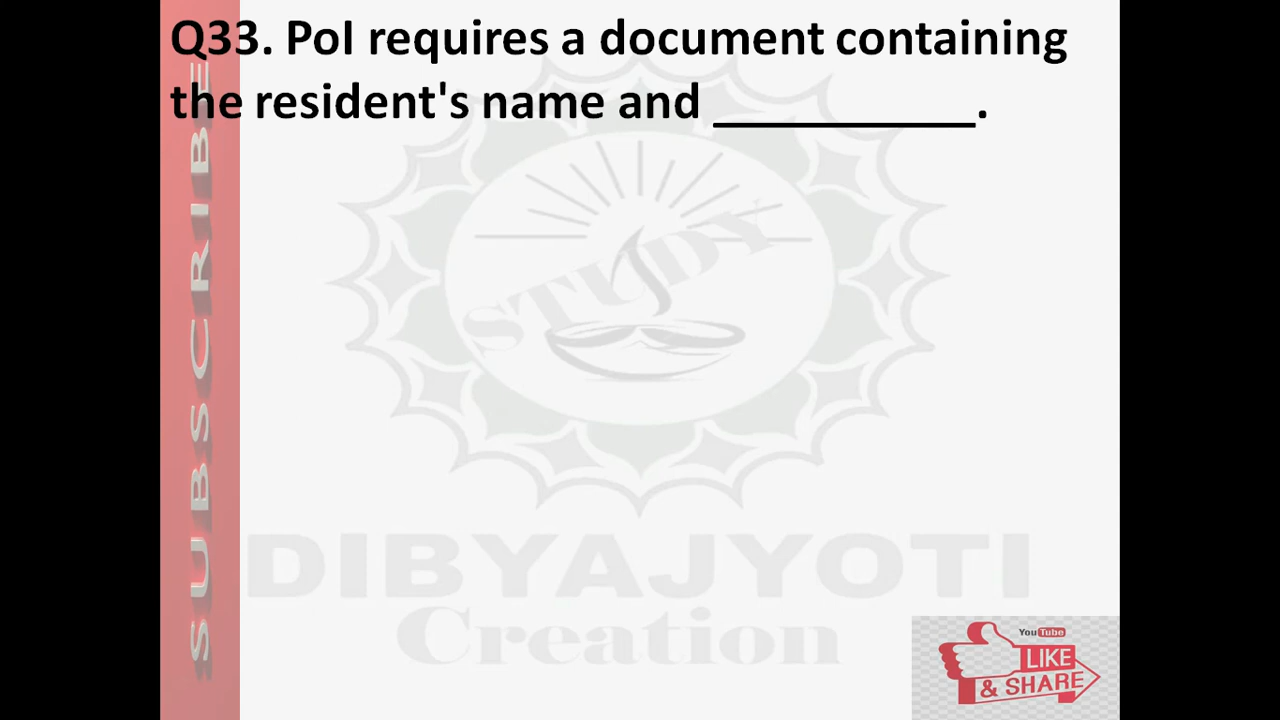 Q33. PoI requires a document containing
the resident's name and ___________.
SUBSCRIBE
STUDY
DIBYAJYOTI
Creation
YouTube
LIKE
& SHARE